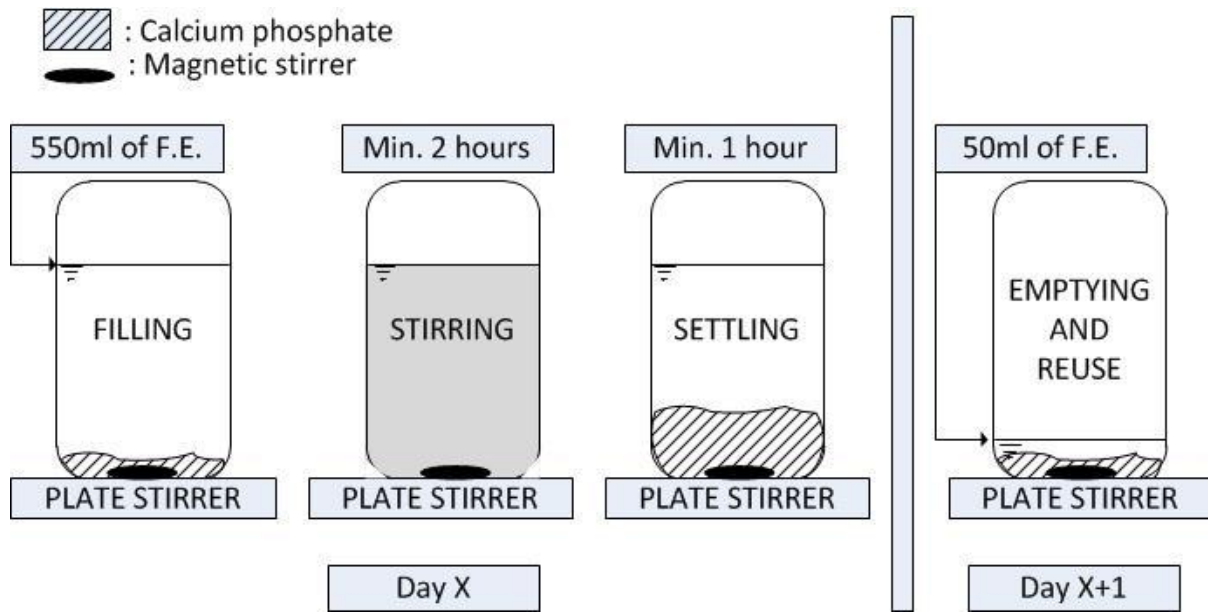 : Calcium phosphate
: Magnetic stirrer
550ml of F.E.
Min. 2 hours
Min. 1 hour
50ml of F.E.
FILLING
STIRRING
SETTLING
EMPTYING
AND
REUSE
PLATE STIRRER
PLATE STIRRER
PLATE STIRRER
PLATE STIRRER
Day X
Day X+1